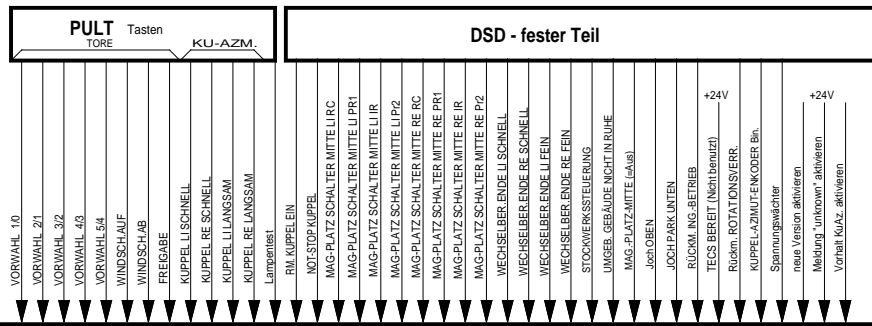 PULT Tasten
TORE KU-AZM.
DSD - fester Teil
VORWAHL 1/0
VORWAHL 2/1
VORWAHL 3/2
VORWAHL 4/3
VORWAHL 5/4
WINDSCH.AUF
WINDSCH.AB
FREIGABE
KUPPEL LI SCHNELL
KUPPEL RE SCHNELL
KUPPEL LI LANGSAM
KUPPEL RE LANGSAM
Lampentest
RM. KUPPEL EIN
NOT-STOP KUPPEL
MAG-PLATZ SCHALTER MITTE LI RC
MAG-PLATZ SCHALTER MITTE LI PR1
MAG-PLATZ SCHALTER MITTE LI IR
MAG-PLATZ SCHALTER MITTE LI Pr2
MAG-PLATZ SCHALTER MITTE RE RC
MAG-PLATZ SCHALTER MITTE RE PR1
MAG-PLATZ SCHALTER MITTE RE IR
MAG-PLATZ SCHALTER MITTE RE Pr2
WECHSELBER.ENDE LI SCHNELL
WECHSELBER.ENDE RE SCHNELL
WECHSELBER.ENDE LI FEIN
WECHSELBER.ENDE RE FEIN
STOCKWERKSSTEUERUNG
UMGEB. GEBÄUDE NICHT IN RUHE
MAG.-PLATZ-MITTE (=Aus)
Joch OBEN
JOCH PARK UNTEN
RÜCKM. ING.-BETRIEB
TECS BEREIT (Nicht benutzt)
+24V
Rückm. ROTATIONSVERR.
KUPPEL-AZIMUT-ENKODER Bin.
Spannungswächter
neue Version aktivieren
Meldung "unknown" aktivieren
+24V
Vorhalt KuAz. aktivieren